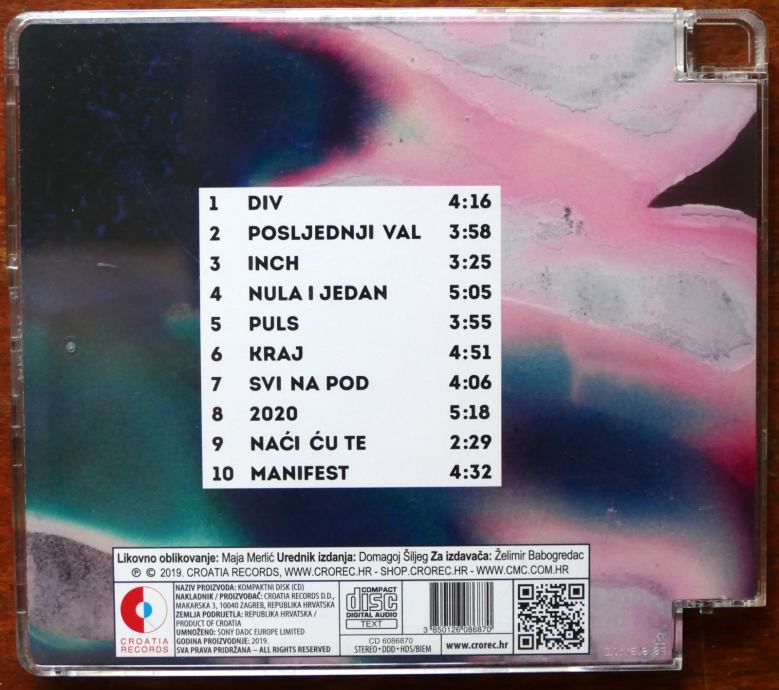 1 DIV 4:16
2 POSLJEDNJI VAL 3:58
3 INCH 3:25
4 NULA I JEDAN 5:05
5 PULS 3:55
6 KRAJ 4:51
7 SVI NA POD 4:06
8 2020 5:18
9 NAĆI ĆU TE 2:29
10 MANIFEST 4:32
Likovno oblikovanje: Maja Merlić Urednik izdanja: Domagoj Šiljeg Za izdavača: Želimir Babogredac
℗ © 2019. CROATIA RECORDS, WWW.CROREC.HR - SHOP.CROREC.HR - WWW.CMC.COM.HR
CROATIA
RECORDS
NAZIV PROIZVODA: KOMPAKTNI DISK (CD)
NAKLADNIK / PROIZVOĐAČ: CROATIA RECORDS D.D.,
MAKARSKA 3, 10040 ZAGREB, REPUBLIKA HRVATSKA
ZEMLJA PODRIJETLA: REPUBLIKA HRVATSKA /
PRODUCT OF CROATIA
UMNOŽENO: SONY DADC EUROPE LIMITED
GODINA PROIZVODNJE: 2019.
SVA PRAVA PRIDRŽANA – ALL RIGHTS RESERVED
COMPACT
disc
DIGITAL AUDIO
TEXT
CD 6086870
STEREO • DDD • HDS/BIEM
3 850126 086870
www.crorec.hr